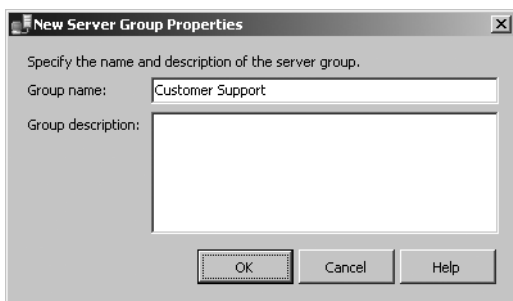 New Server Group Properties
Specify the name and description of the server group.
Group name: Customer Support
Group description:
OK Cancel Help